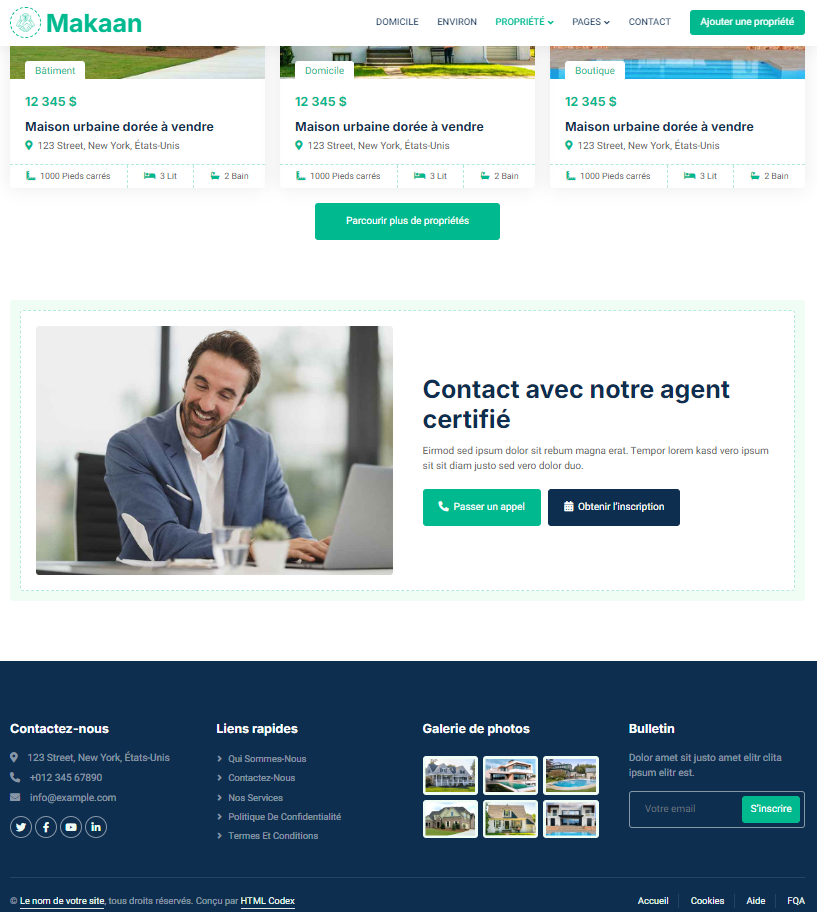 Makaan
DOMICILE ENVIRON PROPRIÉTÉ PAGES CONTACT Ajouter une propriété
Bâtiment Domicile Boutique
12 345 $ 12 345 $ 12 345 $
Maison urbaine dorée à vendre Maison urbaine dorée à vendre Maison urbaine dorée à vendre
123 Street, New York, États-Unis 123 Street, New York, États-Unis 123 Street, New York, États-Unis
1000 Pieds carrés 3 Lit 2 Bain 1000 Pieds carrés 3 Lit 2 Bain 1000 Pieds carrés 3 Lit 2 Bain
Parcourir plus de propriétés
Contact avec notre agent
certifié
Eirmod sed ipsum dolor sit rebum magna erat. Tempor lorem kasd vero ipsum
sit sit diam justo sed vero dolor duo.
Passer un appel Obtenir l'inscription
Contactez-nous
123 Street, New York, États-Unis
+012 345 67890
info@example.com
Liens rapides
Qui Sommes-Nous
Contactez-Nous
Nos Services
Politique De Confidentialité
Termes Et Conditions
Galerie de photos
Bulletin
Dolor amet sit justo amet elitr clita
ipsum elitr est.
Votre email S'inscrire
© Le nom de votre site, tous droits réservés. Conçu par HTML Codex
Accueil Cookies Aide FQA